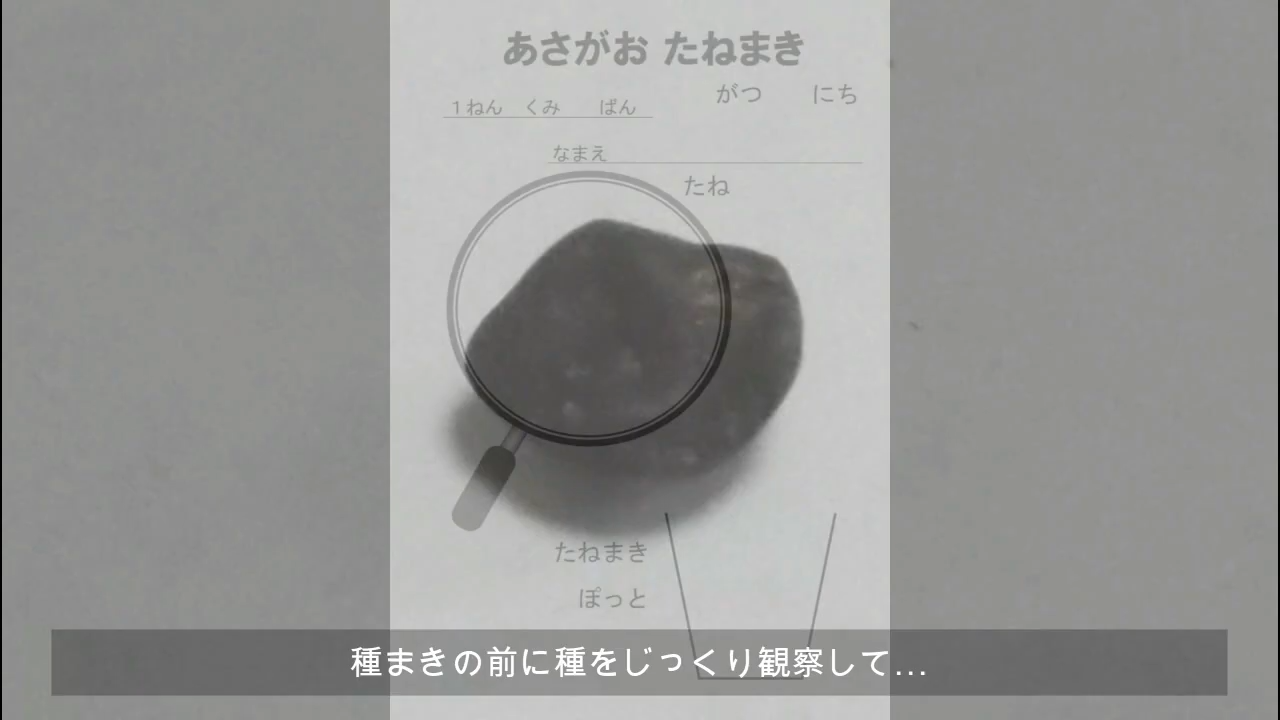 あさがお たねまき
がつ にち
1ねん くみ ばん
なまえ
たね
たねまき
ぽっと
種まきの前に種をじっくり観察して...